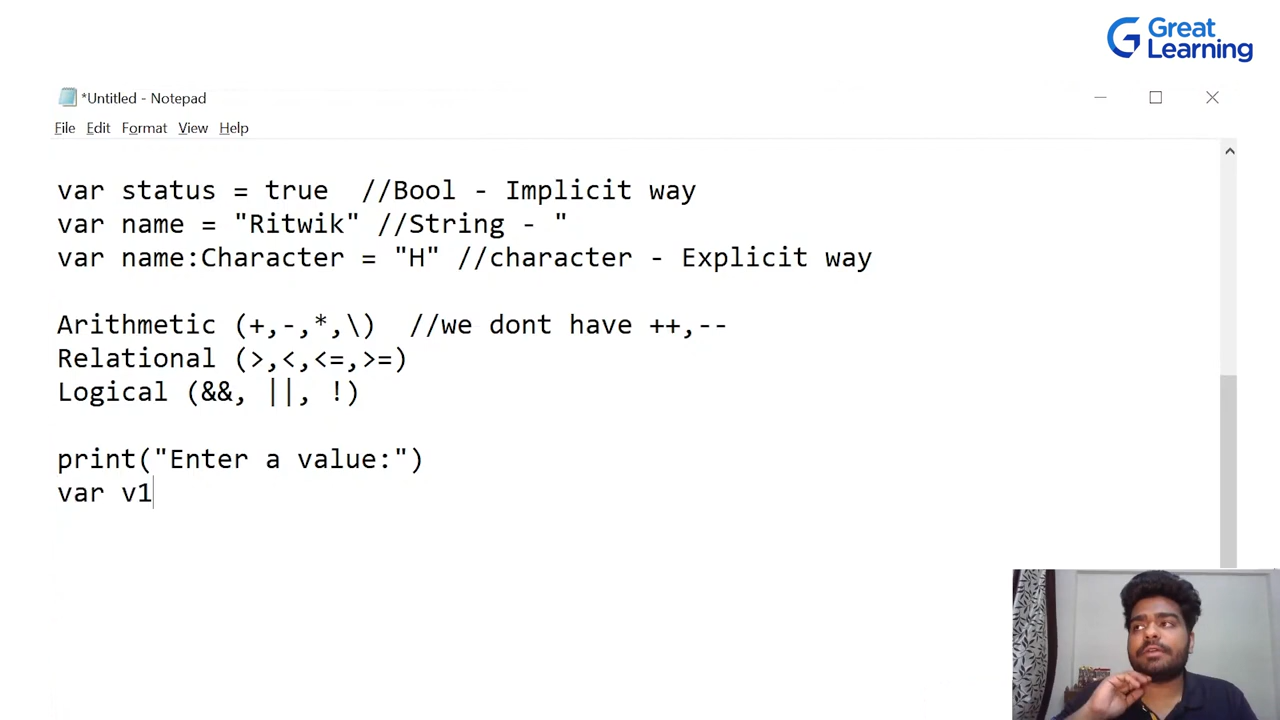 Great
Learning
*Untitled - Notepad
File Edit Format View Help
var status = true //Bool - Implicit way
var name = "Ritwik" //String - "
var name:Character = "H" //character - Explicit way
Arithmetic (+,-,*,\) //we dont have ++,--
Relational (>,<,<=,>=)
Logical (&&, ||, !)
print("Enter a value:")
var v1